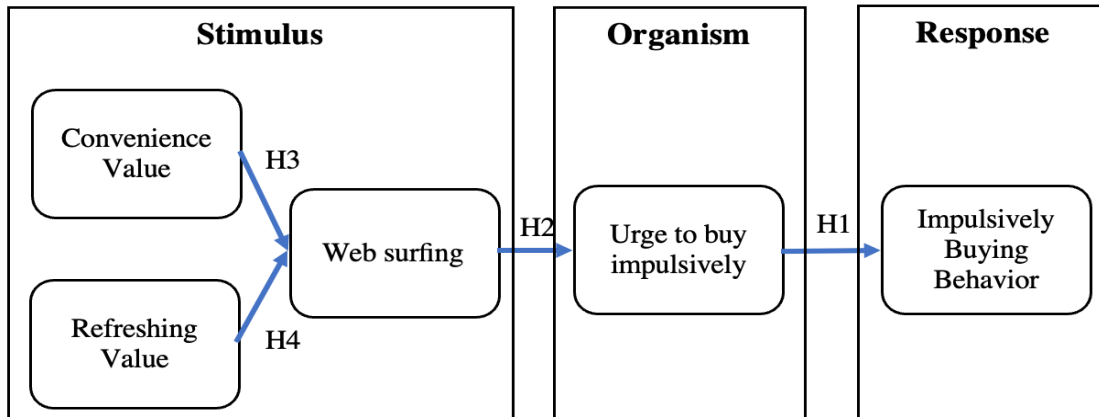 Stimulus
Organism
Response
Convenience
Value
H3
Refreshing
Value
H4
Web surfing
H2
Urge to buy
impulsively
H1
Impulsively
Buying
Behavior